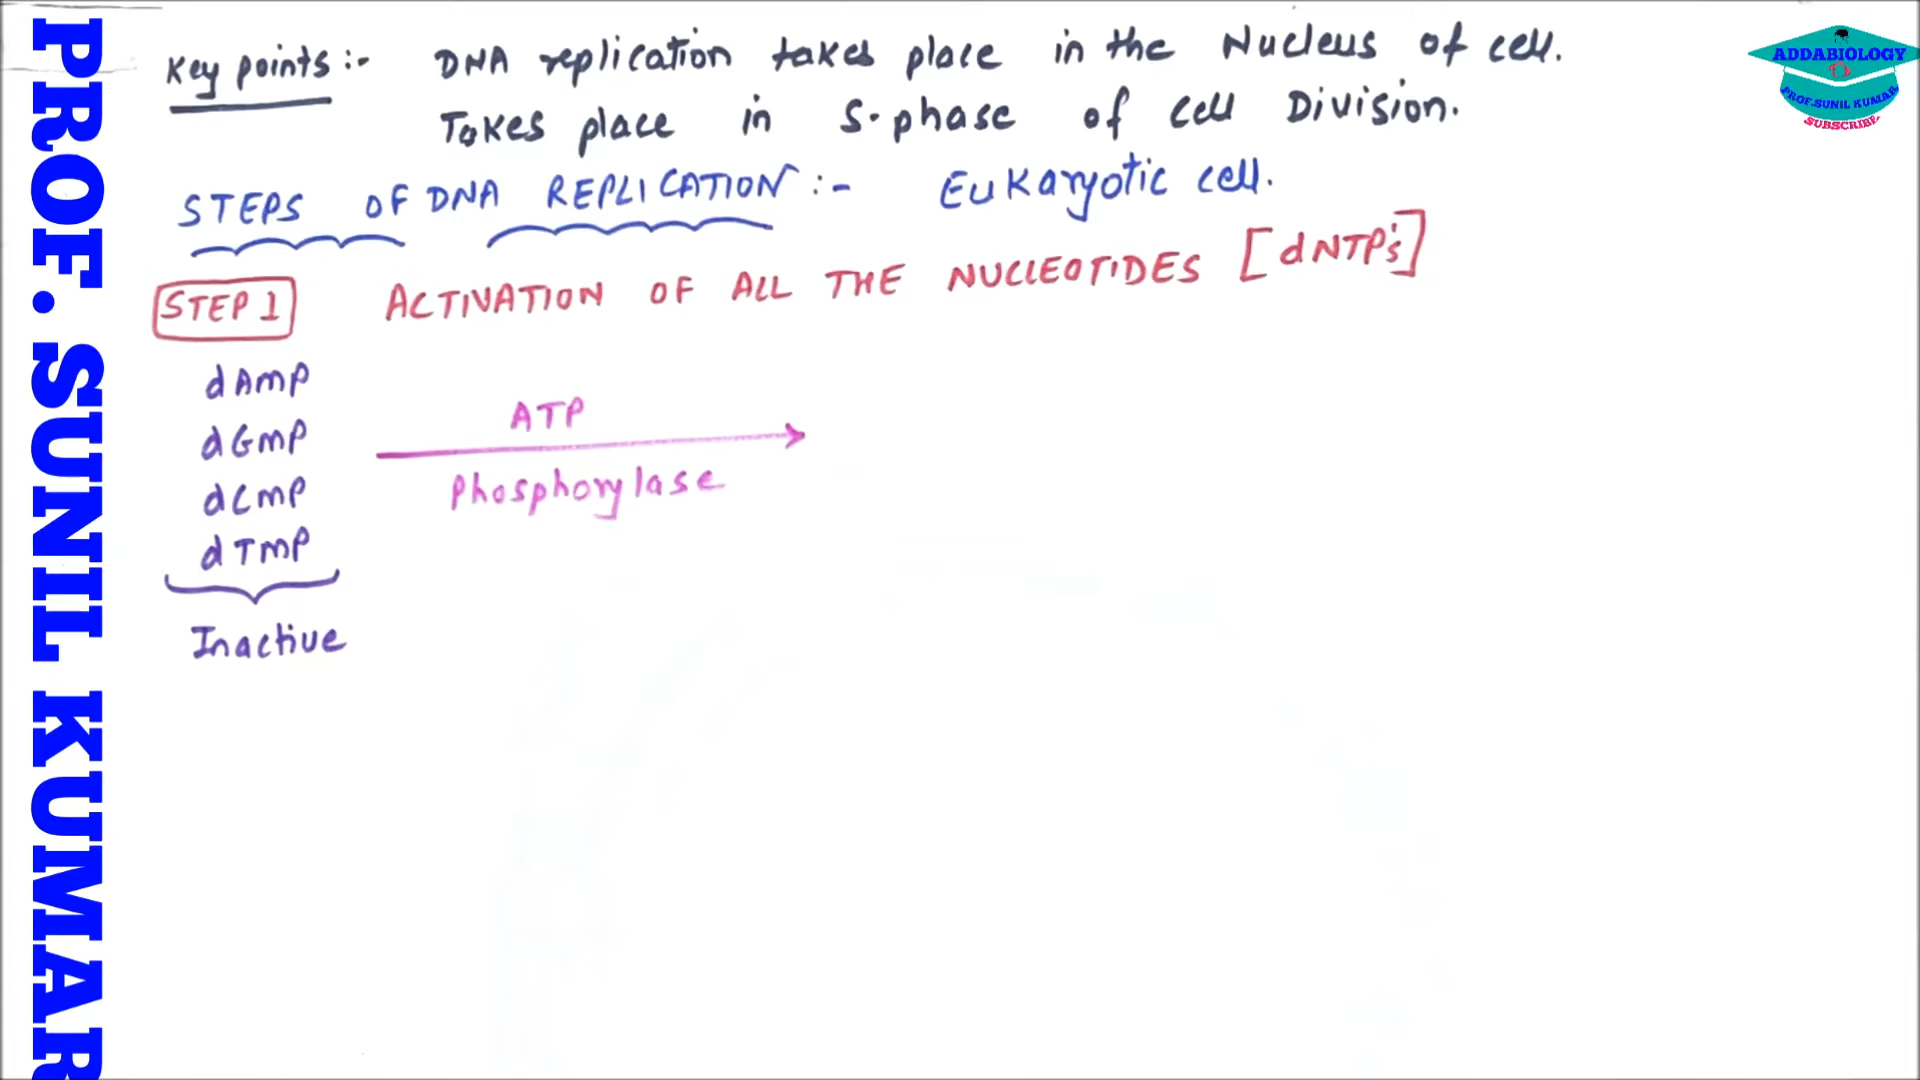 PROF. SUNIL KUMAR
Key points :- DNA replication takes place in the Nucleus of cell.
Takes place in S-phase of cell Division.
STEPS OF DNA REPLICATION :- Eukaryotic cell.
STEP 1 ACTIVATION OF ALL THE NUCLEOTIDES [dNTP's]
dAMP
dGMP
dCMP
dTMP
ATP
Phosphorylase
Inactive
ADDABIOLOGY
PROF.SUNIL KUMAR
SUBSCRIBE